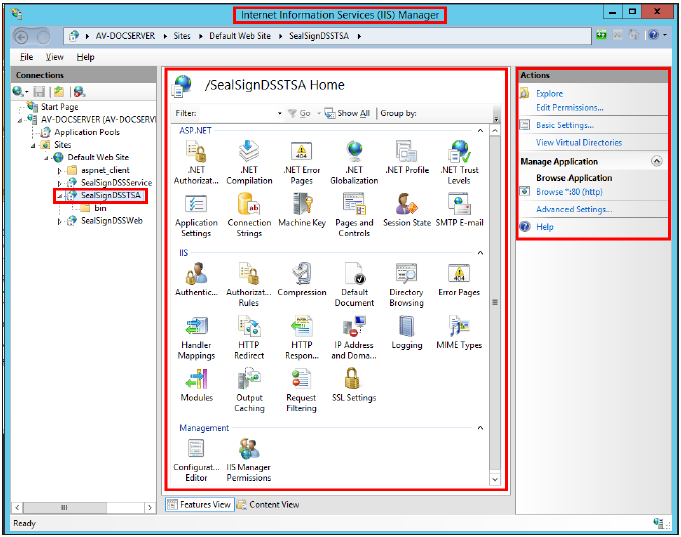 Internet Information Services (IIS) Manager
AV-DOCSERVER Sites Default Web Site SealSignDSSTSA
File View Help
Connections
Start Page
AV-DOCSERVER (AV-DOCSERVI
Application Pools
Sites
Default Web Site
aspnet_client
SealSignDSSService
SealSignDSSTSA
bin
SealSignDSSWeb
/SealSignDSSTSA Home
Filter: Go Show All Group by:
ASP.NET
.NET Authorizat...
.NET Compilation
.NET Error Pages
.NET Globalization
.NET Profile
.NET Trust Levels
Application Settings
Connection Strings
Machine Key
Pages and Controls
Session State
SMTP E-mail
IIS
Authentic...
Authorizat... Rules
Compression
Default Document
Directory Browsing
Error Pages
Handler Mappings
HTTP Redirect
HTTP Respon...
IP Address and Doma...
Logging
MIME Types
Modules
Output Caching
Request Filtering
SSL Settings
Management
Configurat... Editor
IIS Manager Permissions
Features View Content View
Actions
Explore
Edit Permissions...
Basic Settings...
View Virtual Directories
Manage Application
Browse Application
Browse *:80 (http)
Advanced Settings...
Help
Ready